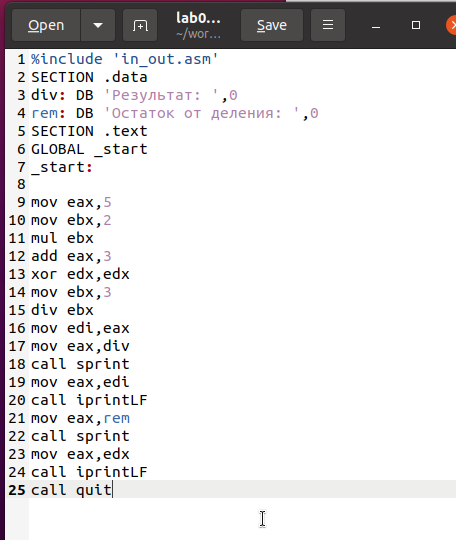 Open
lab0...
~/wor...
Save
1 %include 'in_out.asm'
2 SECTION .data
3 div: DB 'Результат: ',0
4 rem: DB 'Остаток от деления: ',0
5 SECTION .text
6 GLOBAL _start
7 _start:
8
9 mov eax,5
10 mov ebx,2
11 mul ebx
12 add eax,3
13 xor edx,edx
14 mov ebx,3
15 div ebx
16 mov edi,eax
17 mov eax,div
18 call sprint
19 mov eax,edi
20 call iprintLF
21 mov eax,rem
22 call sprint
23 mov eax,edx
24 call iprintLF
25 call quit